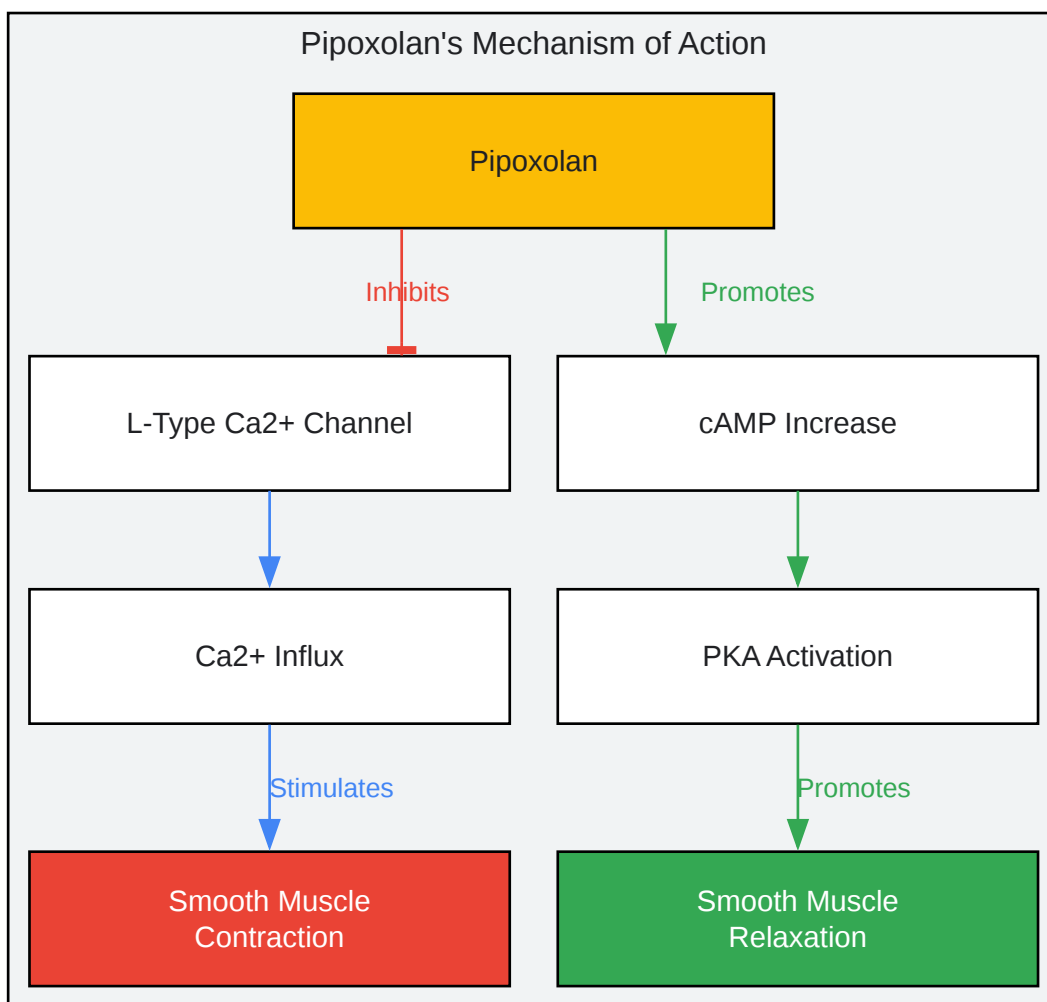 Pipoxolan's Mechanism of Action
Pipoxolan
Inhibits
Promotes
L-Type Ca2+ Channel
cAMP Increase
Ca2+ Influx
PKA Activation
Stimulates
Promotes
Smooth Muscle
Contraction
Smooth Muscle
Relaxation